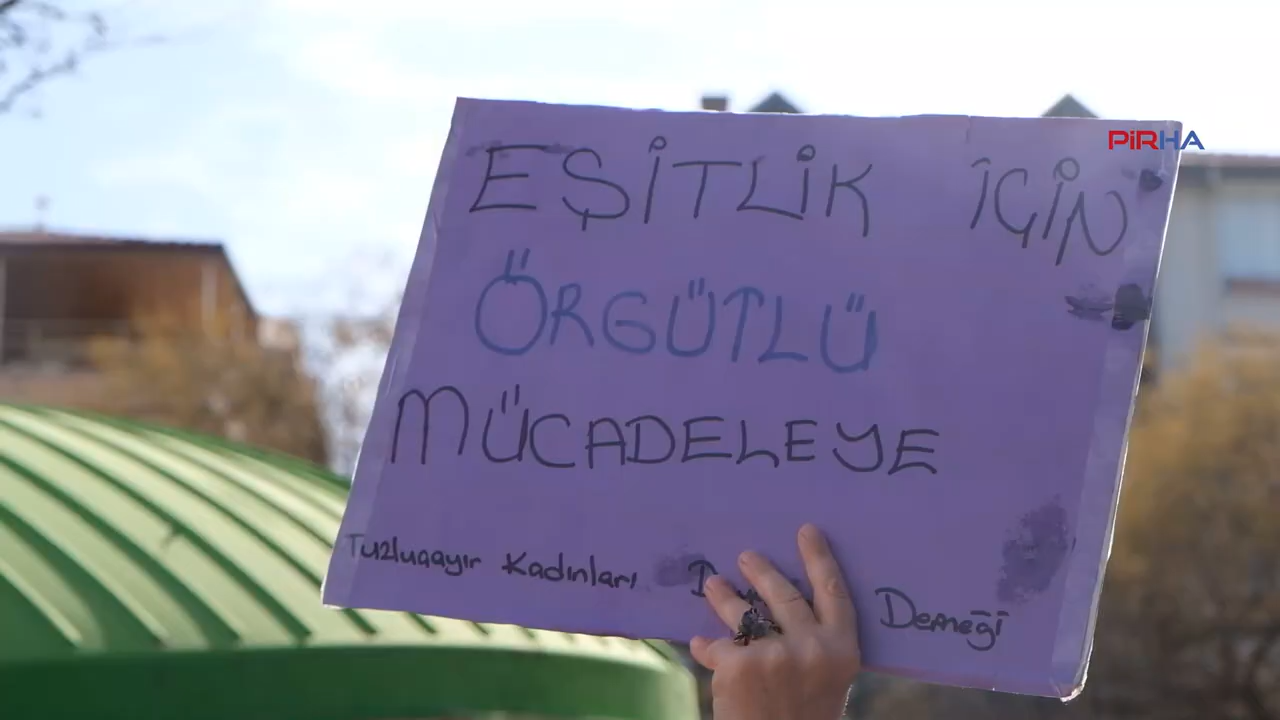 PİRHA
EŞİTLİK İÇİN
ÖRGÜTLÜ
MÜCADELEYE
Tuzluçayır Kadınları Derneği